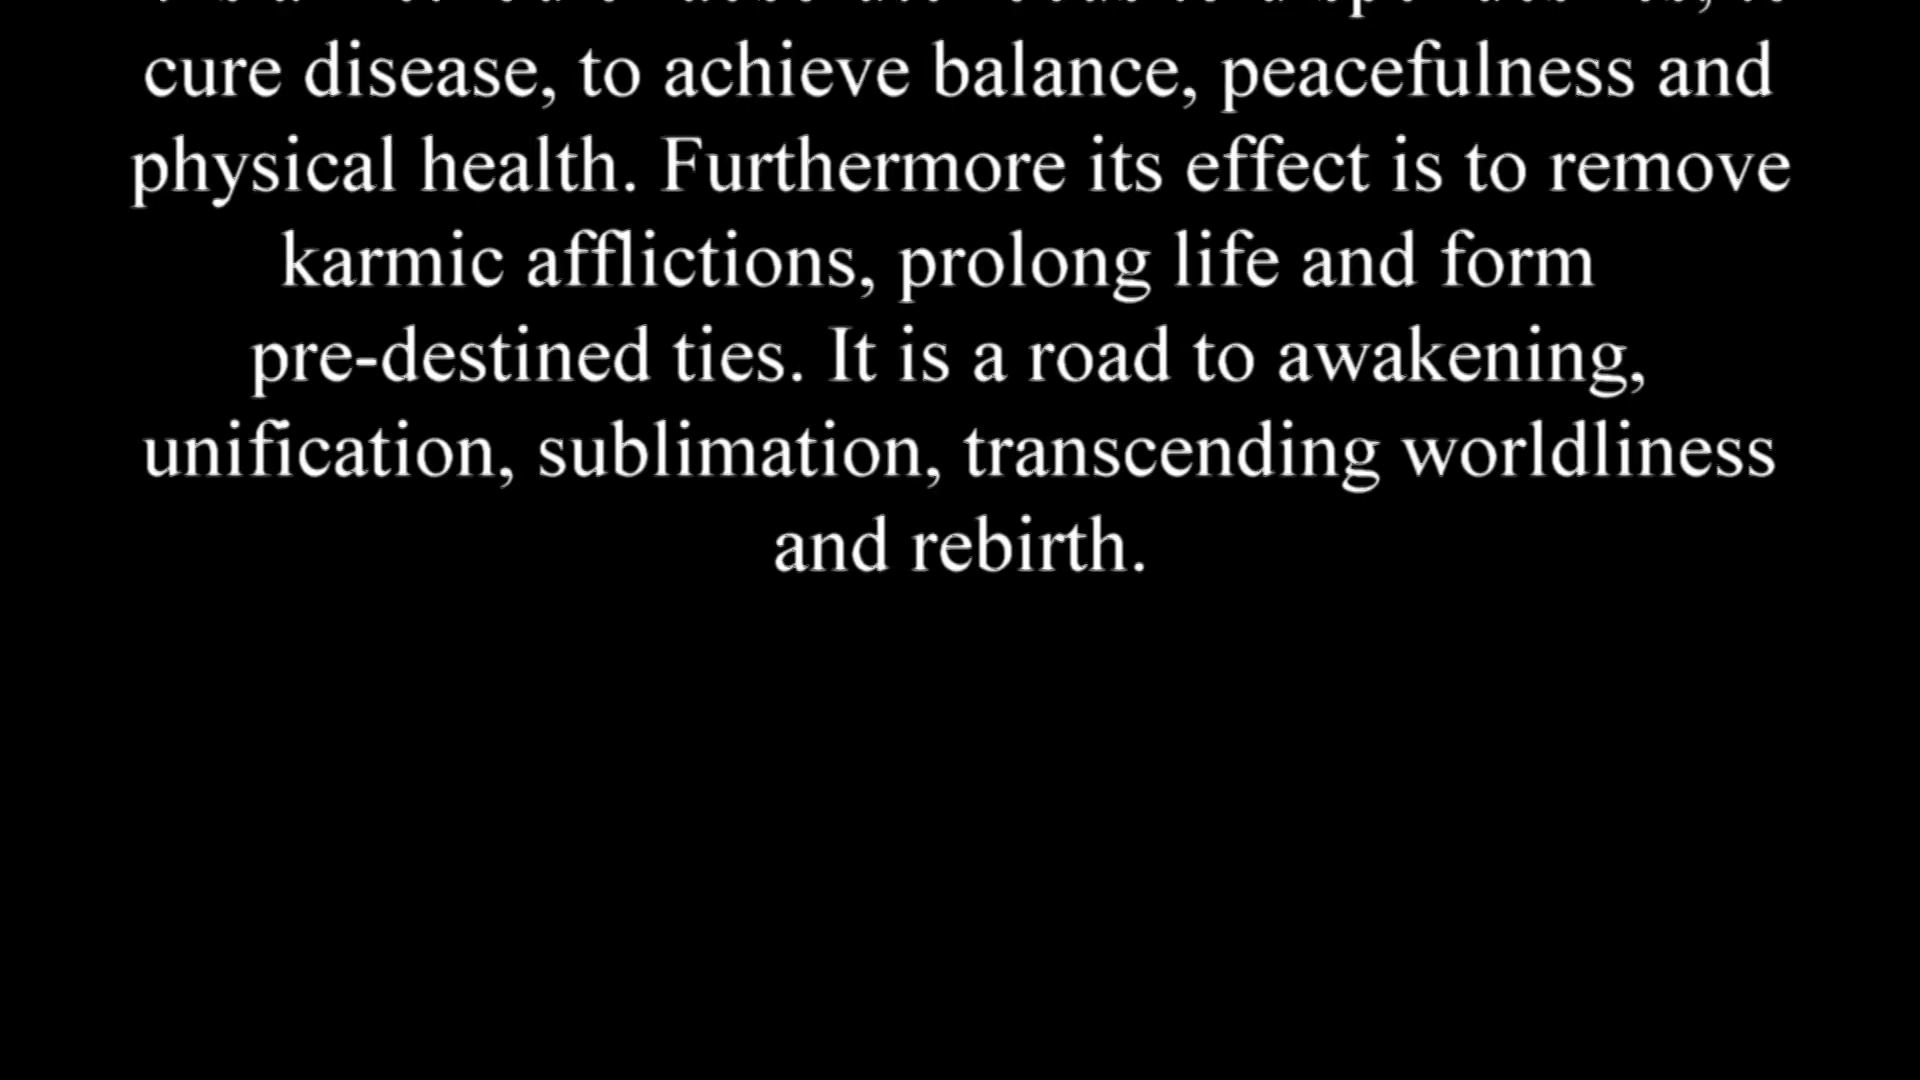 cure disease, to achieve balance, peacefulness and
physical health. Furthermore its effect is to remove
karmic afflictions, prolong life and form
pre-destined ties. It is a road to awakening,
unification, sublimation, transcending worldliness
and rebirth.